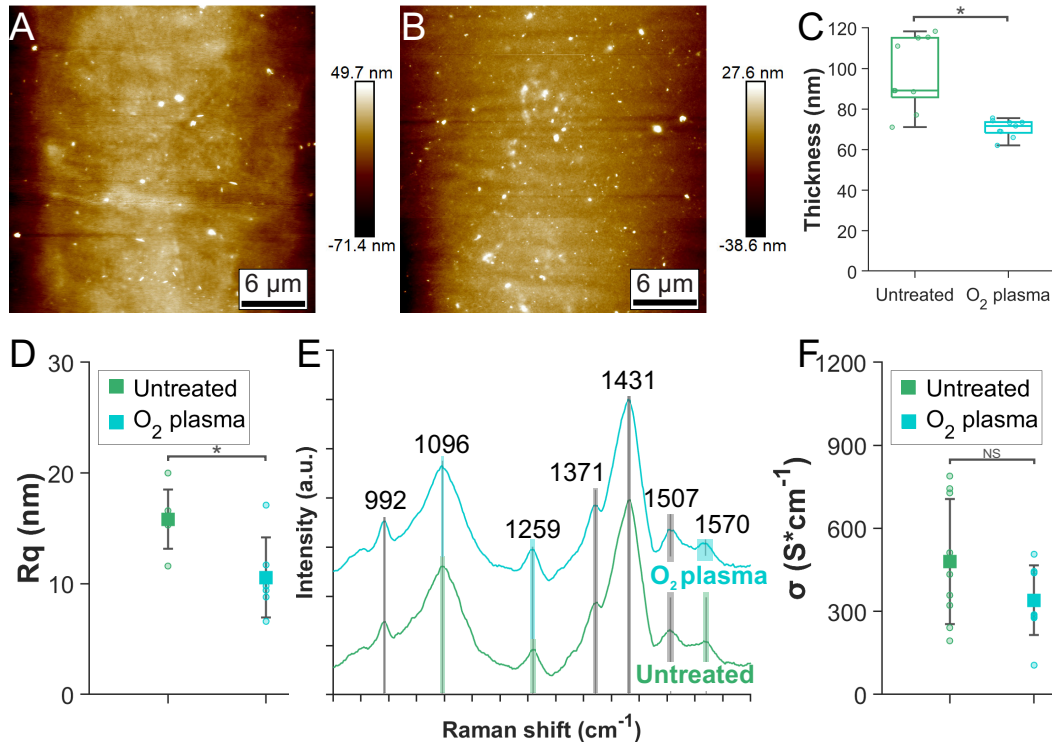 A
49.7 nm
-71.4 nm
6 µm
B
27.6 nm
-38.6 nm
6 µm
C
Thickness (nm)
120
100
80
60
40
20
0
*
Untreated
O2 plasma
D
Rq (nm)
30
20
10
0
Untreated
O2 plasma
*
E
Intensity (a.u.)
992
1096
1259
1371
1431
1507
1570
O2 plasma
Untreated
Raman shift (cm-1)
F
σ (S*cm-1)
1200
900
600
300
0
Untreated
O2 plasma
NS